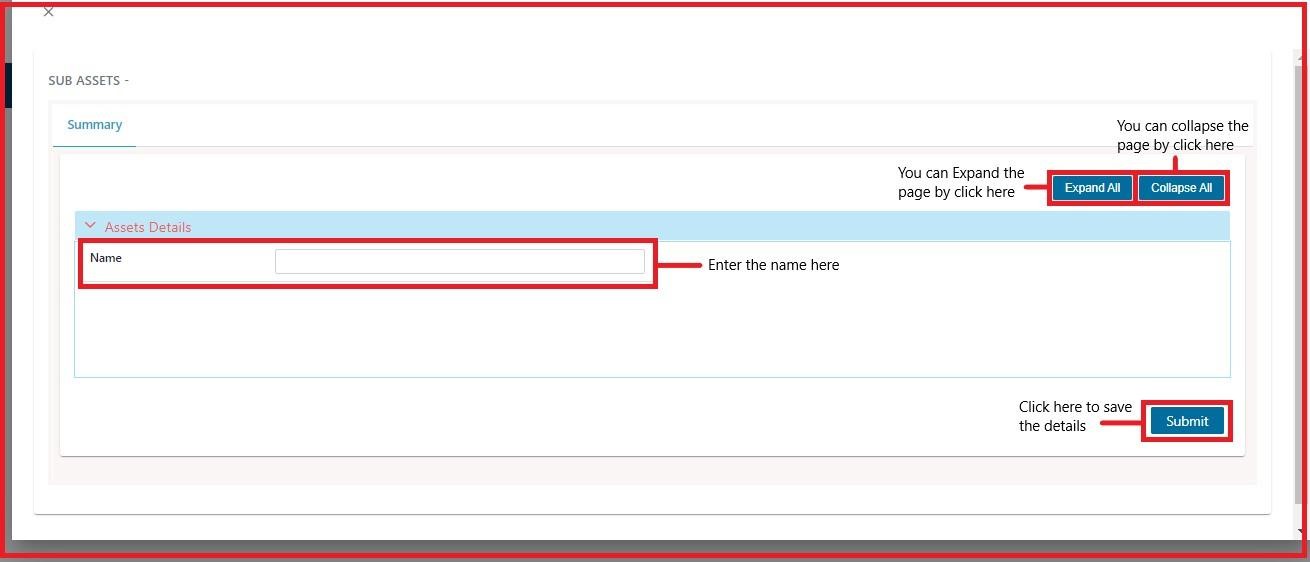 SUB ASSETS -
Summary
You can collapse the
page by click here
You can Expand the
page by click here
Expand All
Collapse All
Assets Details
Name
Enter the name here
Click here to save
the details
Submit